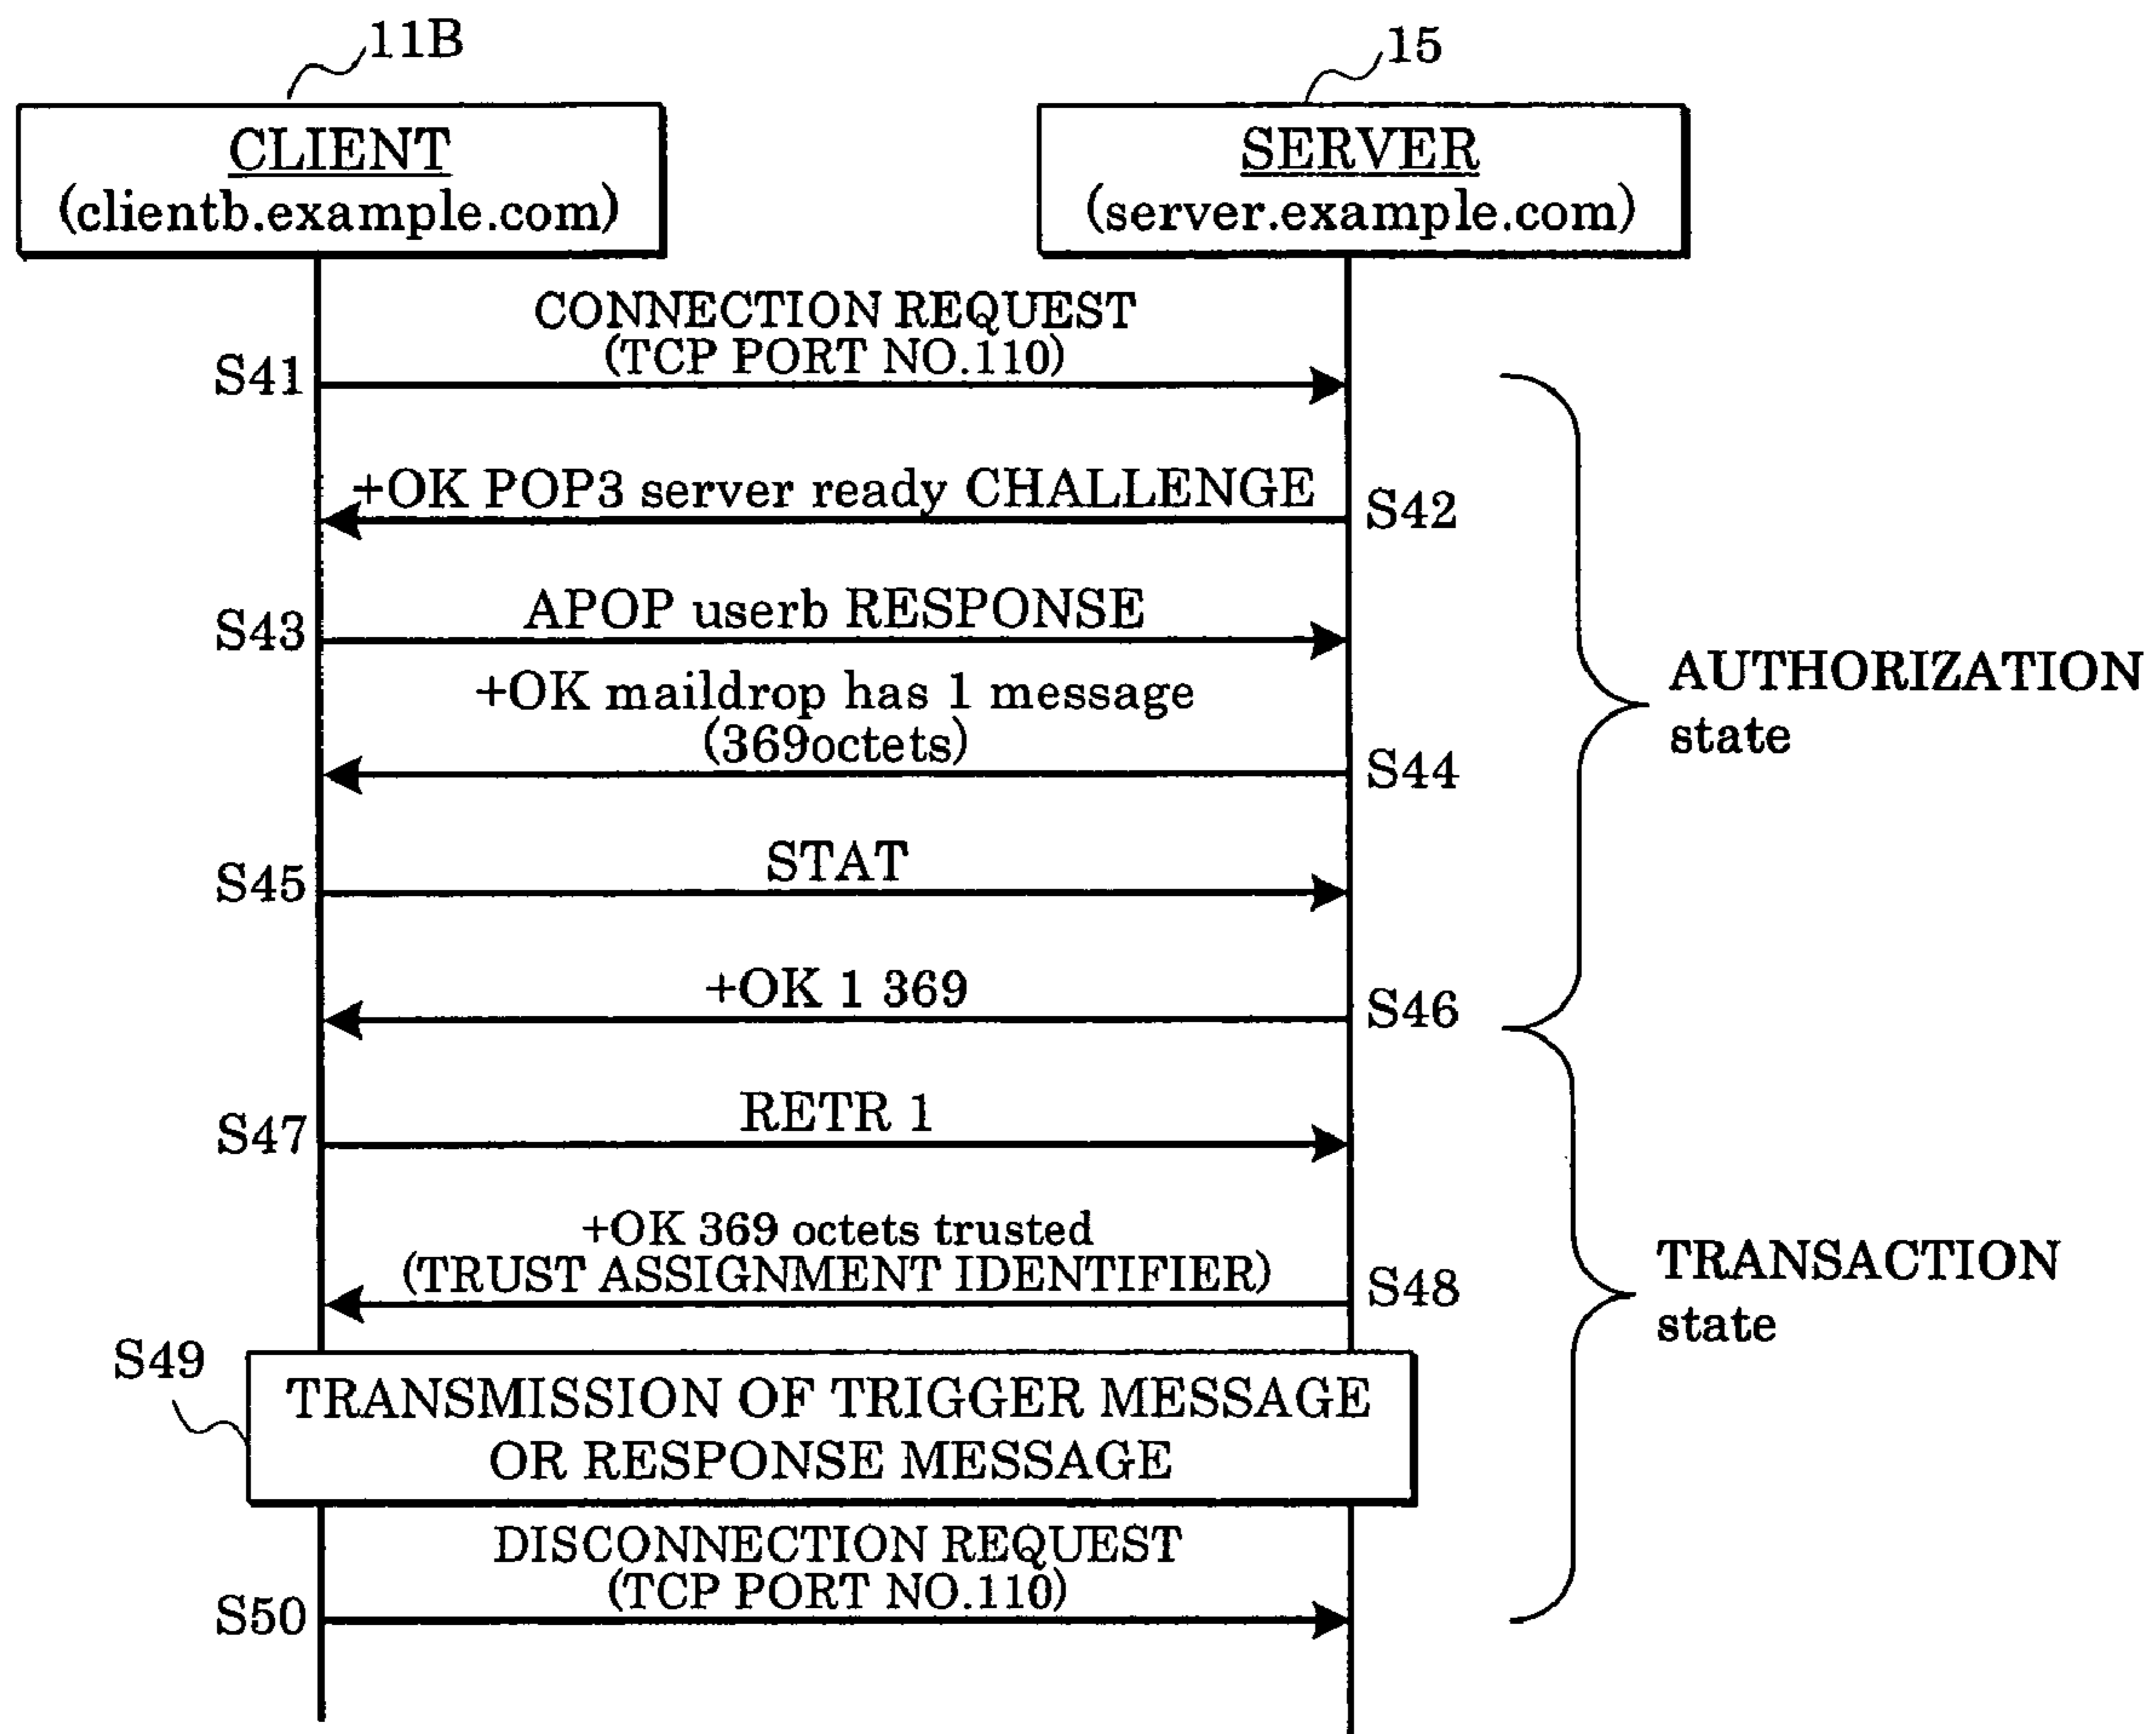 11B
15
CLIENT
(clientb.example.com)
SERVER
(server.example.com)
CONNECTION REQUEST
(TCP PORT NO.110)
S41
+OK POP3 server ready CHALLENGE
S42
APOP userb RESPONSE
S43
+OK maildrop has 1 message
(369octets)
S44
AUTHORIZATION
state
STAT
S45
+OK 1 369
S46
RETR 1
S47
+OK 369 octets trusted
(TRUST ASSIGNMENT IDENTIFIER)
S48
TRANSACTION
state
S49
TRANSMISSION OF TRIGGER MESSAGE
OR RESPONSE MESSAGE
DISCONNECTION REQUEST
(TCP PORT NO.110)
S50